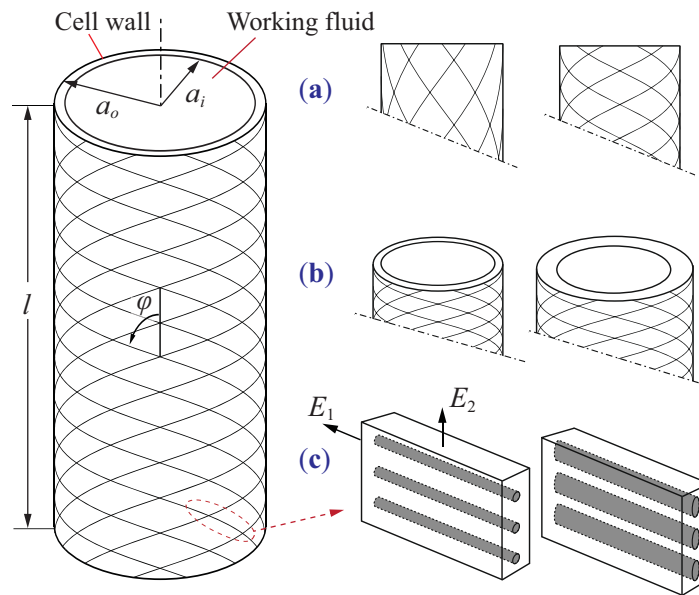 Cell wall
Working fluid
a_o
a_i
(a)
l
φ
(b)
E_1
E_2
(c)